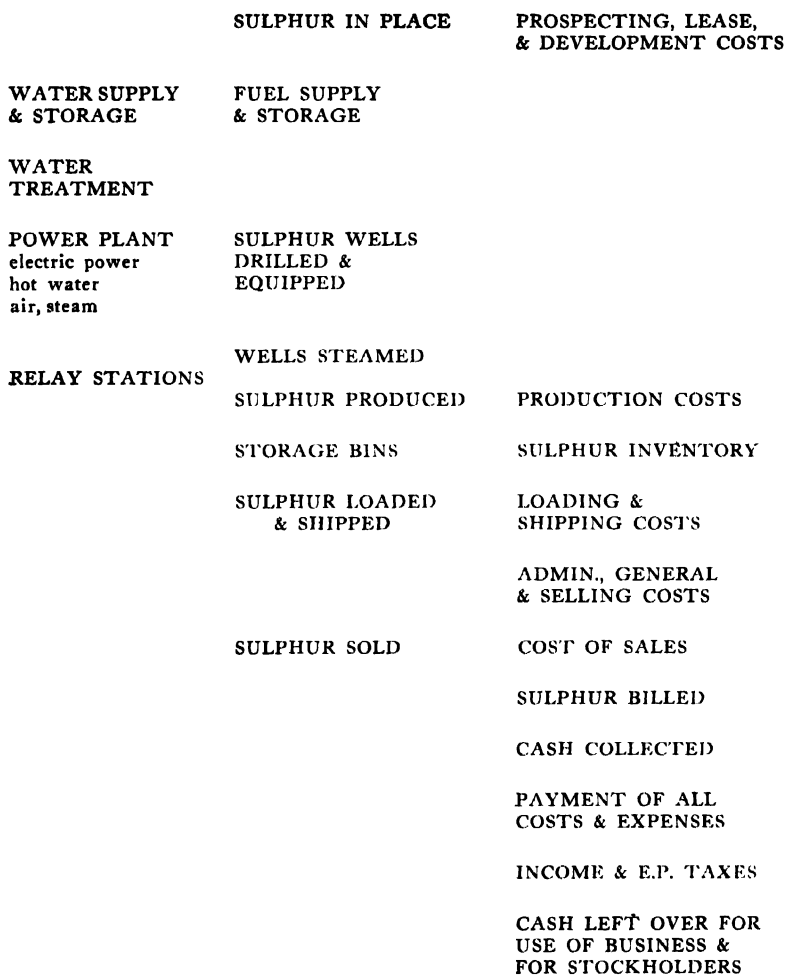 SULPHUR IN PLACE PROSPECTING, LEASE,
& DEVELOPMENT COSTS
WATER SUPPLY FUEL SUPPLY
& STORAGE & STORAGE
WATER
TREATMENT
POWER PLANT SULPHUR WELLS
electric power DRILLED &
hot water EQUIPPED
air, steam
WELLS STEAMED
RELAY STATIONS
SULPHUR PRODUCED PRODUCTION COSTS
STORAGE BINS SULPHUR INVENTORY
SULPHUR LOADED LOADING &
& SHIPPED SHIPPING COSTS
ADMIN., GENERAL
& SELLING COSTS
SULPHUR SOLD COST OF SALES
SULPHUR BILLED
CASH COLLECTED
PAYMENT OF ALL
COSTS & EXPENSES
INCOME & E.P. TAXES
CASH LEFT OVER FOR
USE OF BUSINESS &
FOR STOCKHOLDERS